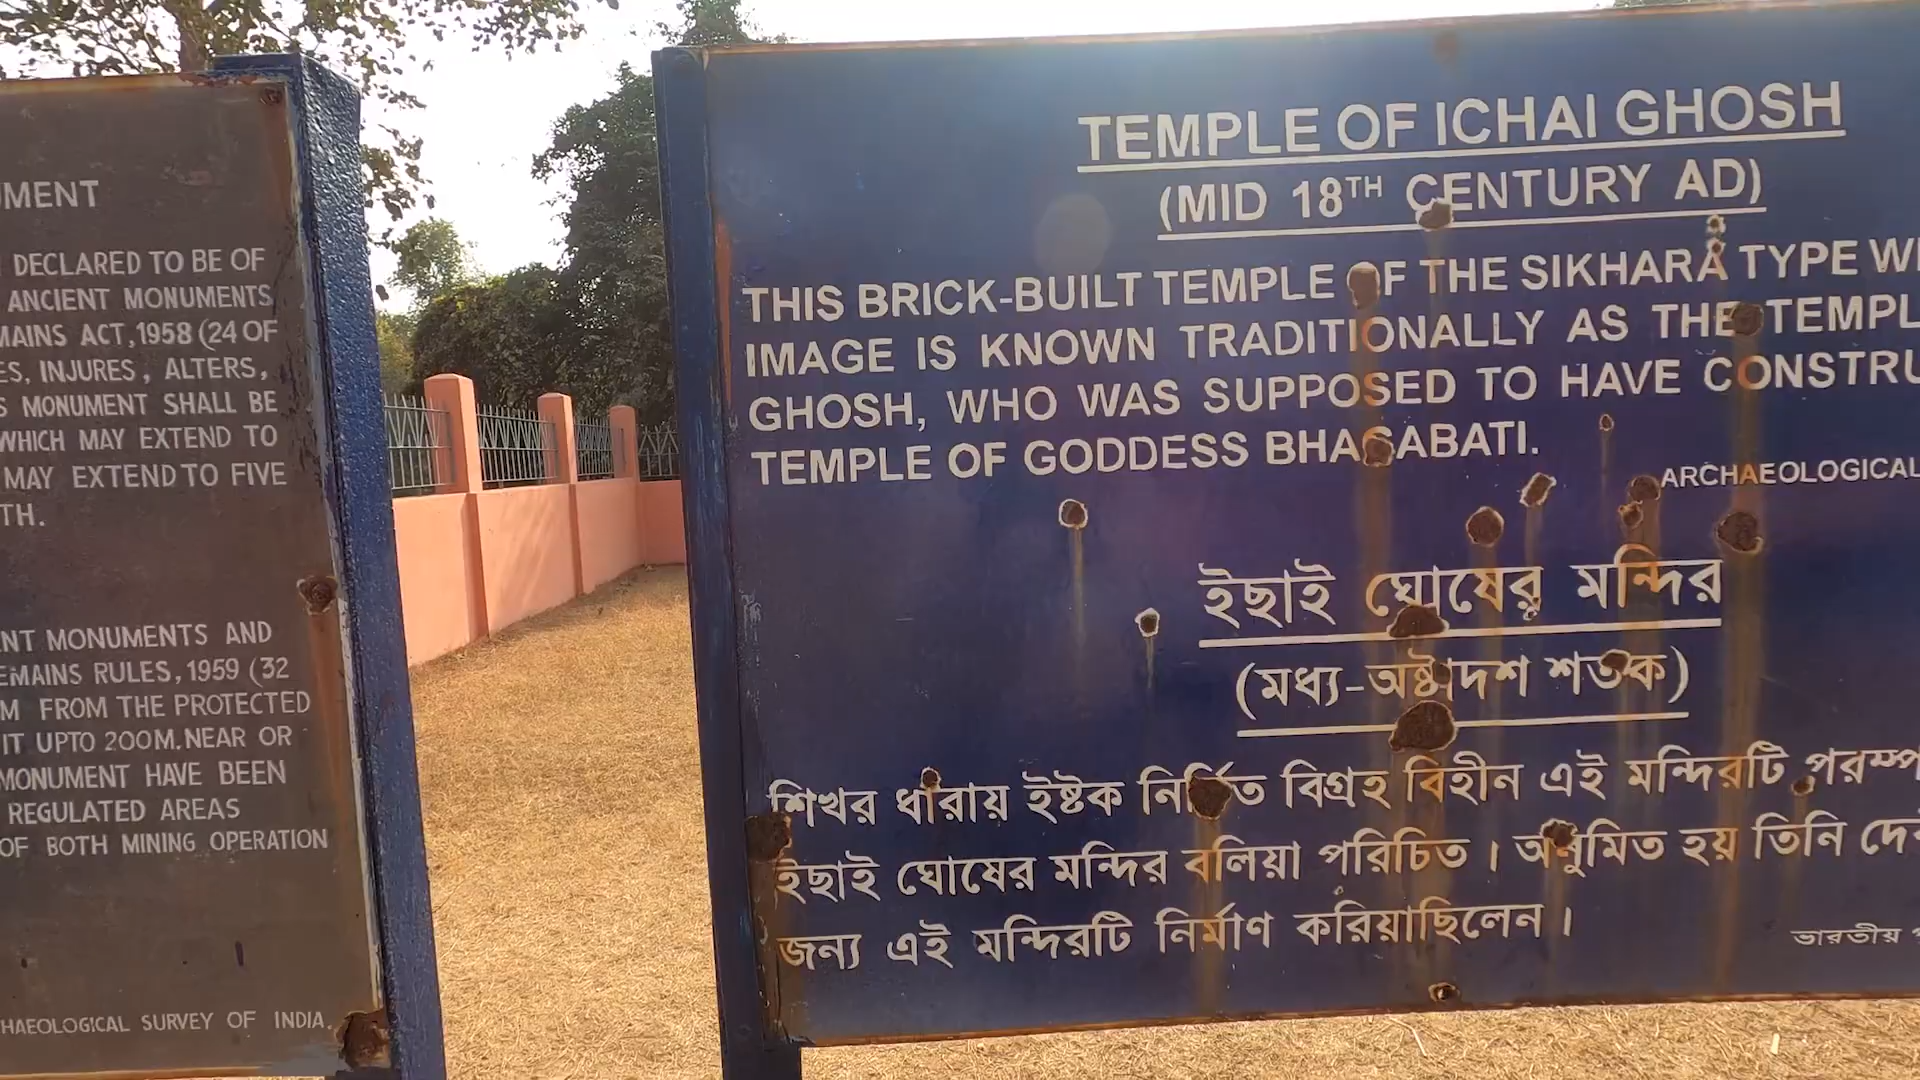 UMENT
DECLARED TO BE OF
ANCIENT MONUMENTS
MAINS ACT, 1958 (24 OF
ES, INJURES, ALTERS,
S MONUMENT SHALL BE
WHICH MAY EXTEND TO
MAY EXTEND TO FIVE
TH.
NT MONUMENTS AND
EMAINS RULES, 1959 (32
M FROM THE PROTECTED
IT UPTO 200M. NEAR OR
MONUMENT HAVE BEEN
REGULATED AREAS
OF BOTH MINING OPERATION
HAEOLOGICAL SURVEY OF INDIA
TEMPLE OF ICHAI GHOSH
(MID 18TH CENTURY AD)
THIS BRICK-BUILT TEMPLE OF THE SIKHARA TYPE WI
IMAGE IS KNOWN TRADITIONALLY AS THE TEMPL
GHOSH, WHO WAS SUPPOSED TO HAVE CONSTRU
TEMPLE OF GODDESS BHAGABATI.
ARCHAEOLOGICAL
ইছাই ঘোষের মন্দির
(মধ্য-অষ্টাদশ শতক)
শিখর ধারায় ইষ্টক নির্মিত বিগ্রহ বিহীন এই মন্দিরটি পরম্প
ইছাই ঘোষের মন্দির বলিয়া পরিচিত। অনুমিত হয় তিনি দে
জন্য এই মন্দিরটি নির্মাণ করিয়াছিলেন।
ভারতীয়